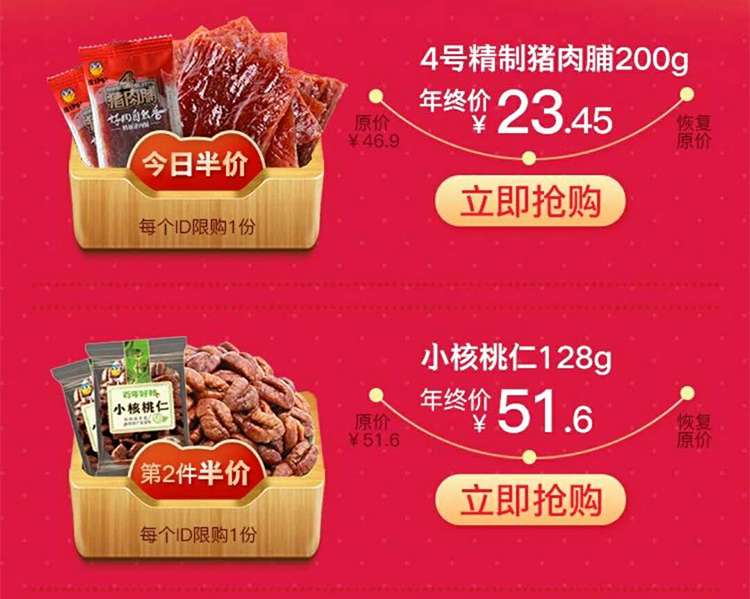 4号精制猪肉脯200g
年终价
¥23.45
原价
¥46.9
恢复
原价
立即抢购
猪肉脯
今日半价
每个ID限购1份
小核桃仁128g
年终价
¥51.6
原价
¥51.6
恢复
原价
立即抢购
百年好核
小核桃仁
第2件半价
每个ID限购1份